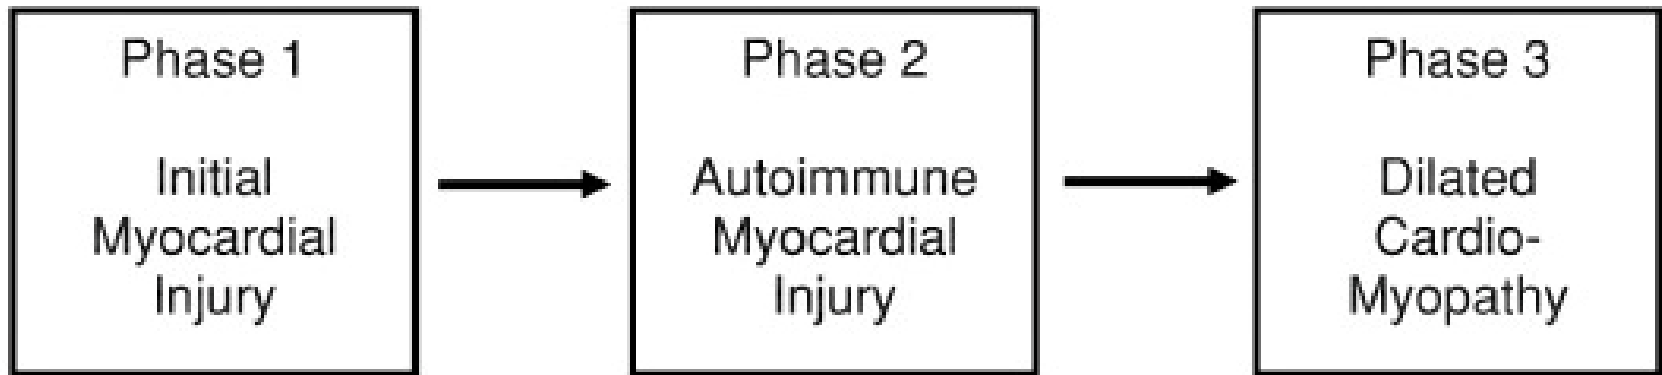 Phase 1
Initial
Myocardial
Injury
Phase 2
Autoimmune
Myocardial
Injury
Phase 3
Dilated
Cardio-
Myopathy